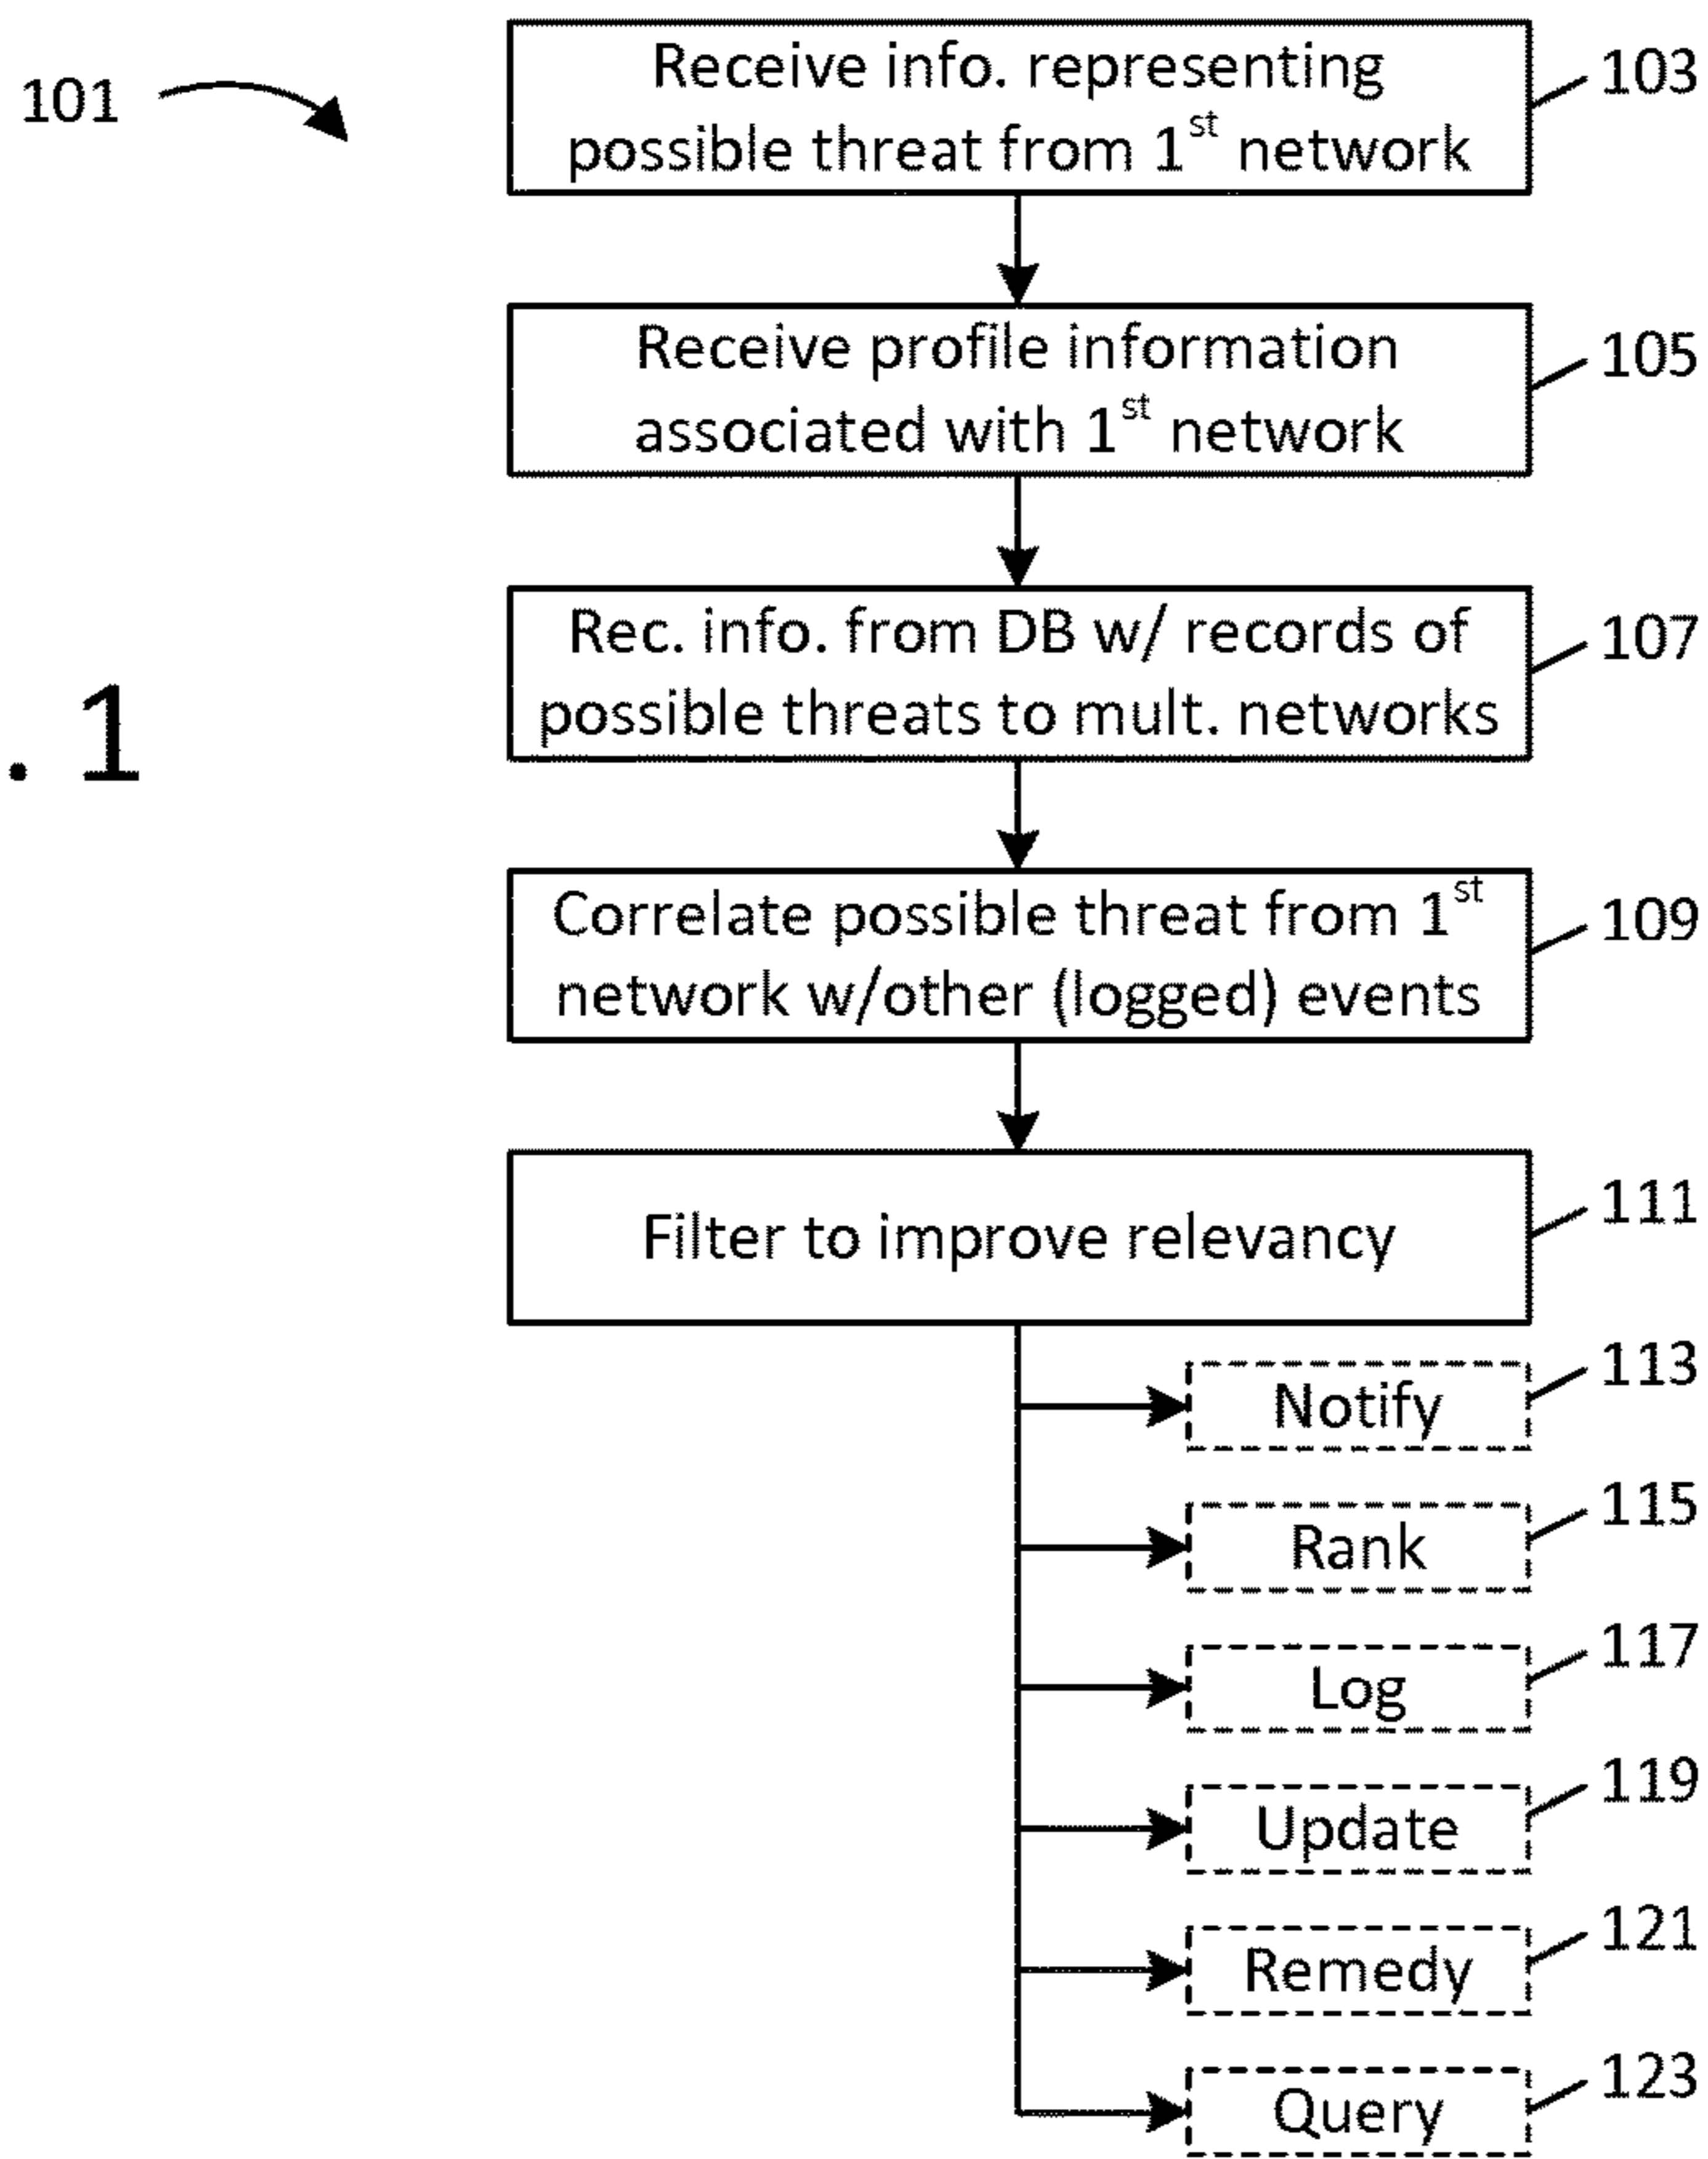 101
Receive info. representing
possible threat from 1st network
103
Receive profile information
associated with 1st network
105
Rec. info. from DB w/ records of
possible threats to mult. networks
107
. 1
Correlate possible threat from 1st
network w/other (logged) events
109
Filter to improve relevancy
111
Notify
113
Rank
115
Log
117
Update
119
Remedy
121
Query
123